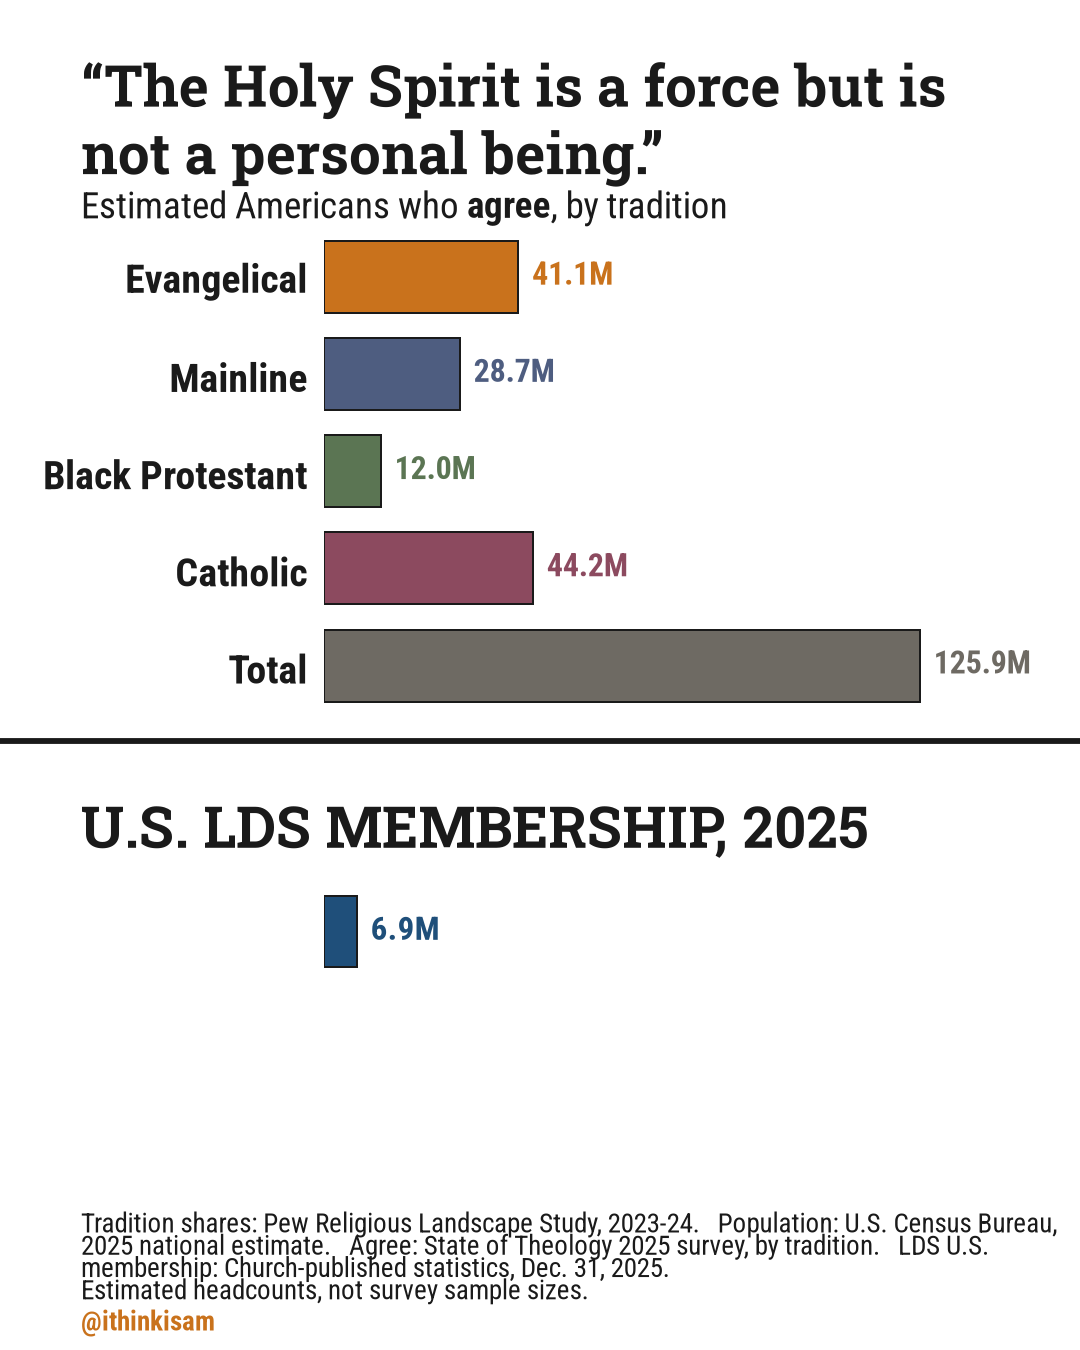 “The Holy Spirit is a force but is
not a personal being.”
Estimated Americans who agree, by tradition
Evangelical 41.1M
Mainline 28.7M
Black Protestant 12.0M
Catholic 44.2M
Total 125.9M
U.S. LDS MEMBERSHIP, 2025
6.9M
Tradition shares: Pew Religious Landscape Study, 2023-24. Population: U.S. Census Bureau,
2025 national estimate. Agree: State of Theology 2025 survey, by tradition. LDS U.S.
membership: Church-published statistics, Dec. 31, 2025.
Estimated headcounts, not survey sample sizes.
@ithinkisam